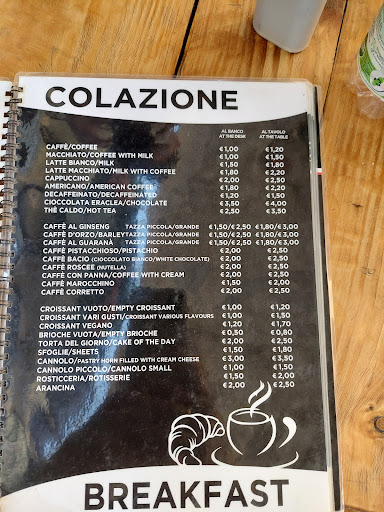 COLAZIONE
AL BANCO AL TAVOLO
AT THE DESK AT THE TABLE
CAFFÈ/COFFEE €1,00 €1,20
MACCHIATO/COFFEE WITH MILK €1,00 €1,50
LATTE BIANCO/MILK €1,50 €1,80
LATTE MACCHIATO/MILK WITH COFFEE €1,80 €2,20
CAPPUCCINO €2,00 €2,50
AMERICANO/AMERICAN COFFEE €1,80 €2,20
DECAFFEINATO/DECAFFEINATED €1,20 €1,50
CIOCCOLATA ERACLEA/CHOCOLATE €3,50 €4,00
THÈ CALDO/HOT TEA €2,50 €3,50
CAFFÈ AL GINSENG TAZZA PICCOLA/GRANDE €1,50/€2,50 €1,80/€3,00
CAFFÈ D'ORZO/BARLEY TAZZA PICCOLA/GRANDE €1,50/€2,50 €1,80/€3,00
CAFFÈ AL GUARANÀ TAZZA PICCOLA/GRANDE €1,50/€2,50 €1,80/€3,00
CAFFÈ PISTACCHIOSO/PISTACHIO €2,00 €2,50
CAFFÈ BACIO (CIOCCOLATO BIANCO/WHITE CHOCOLATE) €2,00 €2,50
CAFFÈ ROSCEE (NUTELLA) €2,00 €2,50
CAFFÈ CON PANNA/COFFEE WITH CREAM €2,00 €2,50
CAFFÈ MAROCCHINO €1,50 €2,00
CAFFÈ CORRETTO €2,00 €2,50
CROISSANT VUOTO/EMPTY CROISSANT €1,00 €1,20
CROISSANT VARI GUSTI/CROISSANT VARIOUS FLAVOURS €1,00 €1,50
CROISSANT VEGANO €1,20 €1,70
BRIOCHE VUOTA/EMPTY BRIOCHE €0,50 €0,80
TORTA DEL GIORNO/CAKE OF THE DAY €2,00 €2,50
SFOGLIE/SHEETS €1,50 €1,80
CANNOLO/PASTRY HORN FILLED WITH CREAM CHEESE €3,00 €3,50
CANNOLO PICCOLO/CANNOLO SMALL €1,00 €1,50
ROSTICCERIA/ROTISSERIE €1,50 €2,00
ARANCINA €2,00 €2,50
BREAKFAST